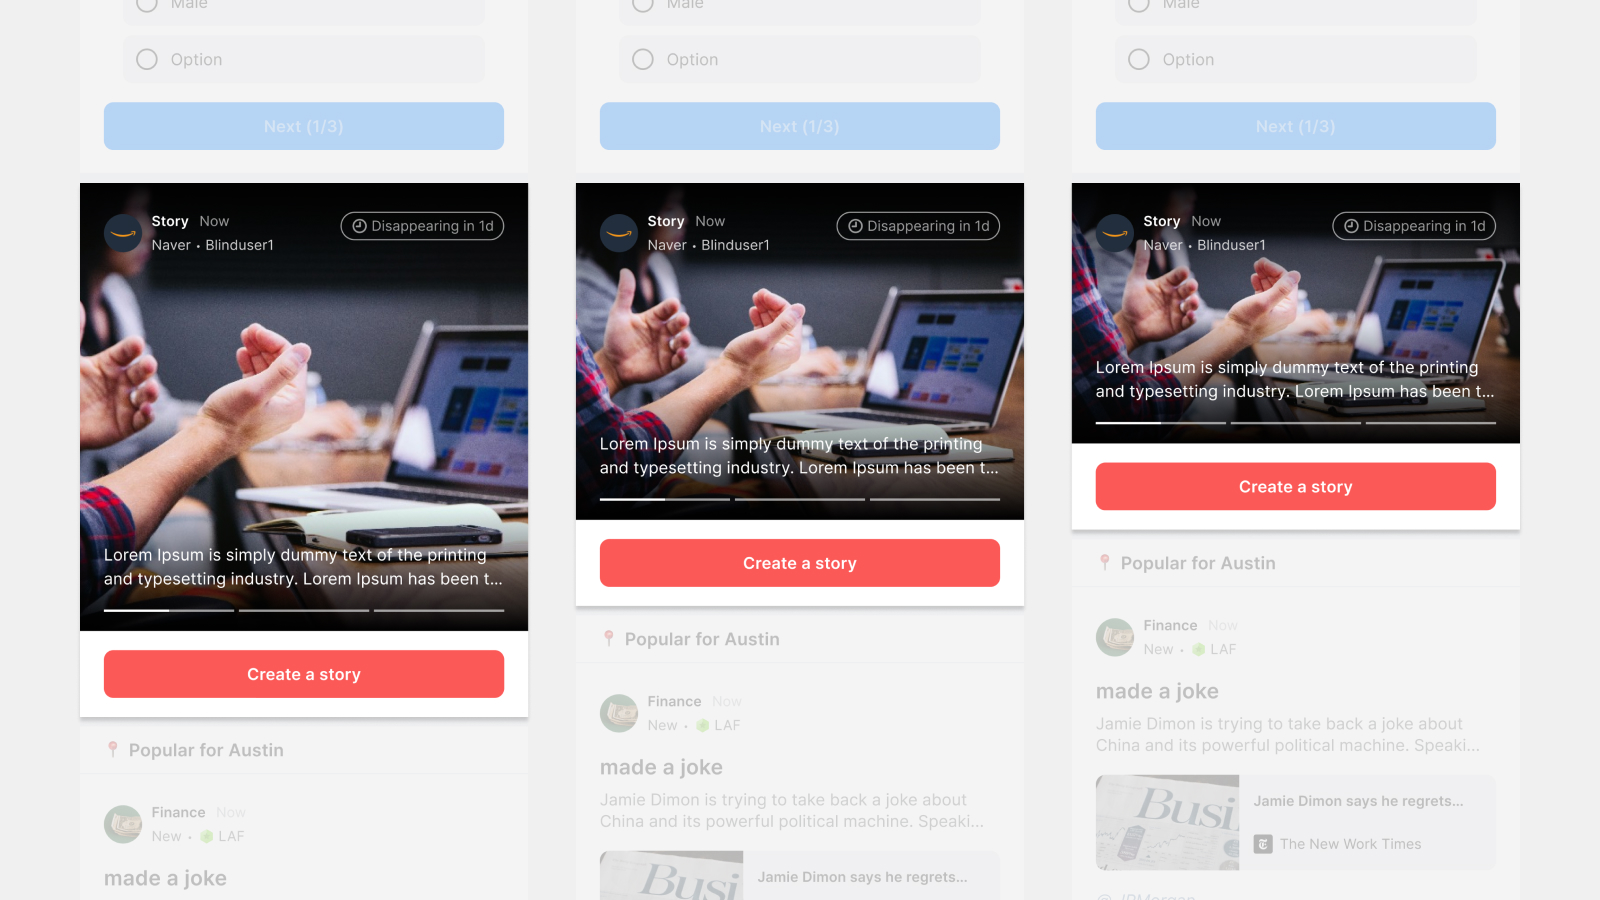 Male
Option
Next (1/3)
Story Now
Naver • Blinduser1
Disappearing in 1d
Lorem Ipsum is simply dummy text of the printing
and typesetting industry. Lorem Ipsum has been t...
Create a story
Popular for Austin
Finance Now
New • LAF
made a joke
Male
Option
Next (1/3)
Story Now
Naver • Blinduser1
Disappearing in 1d
Lorem Ipsum is simply dummy text of the printing
and typesetting industry. Lorem Ipsum has been t...
Create a story
Popular for Austin
Finance Now
New • LAF
made a joke
Jamie Dimon is trying to take back a joke about
China and its powerful political machine. Speaki...
Busi
Jamie Dimon says he regrets...
Male
Option
Next (1/3)
Story Now
Naver • Blinduser1
Disappearing in 1d
Lorem Ipsum is simply dummy text of the printing
and typesetting industry. Lorem Ipsum has been t...
Create a story
Popular for Austin
Finance Now
New • LAF
made a joke
Jamie Dimon is trying to take back a joke about
China and its powerful political machine. Speaki...
Busi
Jamie Dimon says he regrets...
The New Work Times
@ JPMorgan